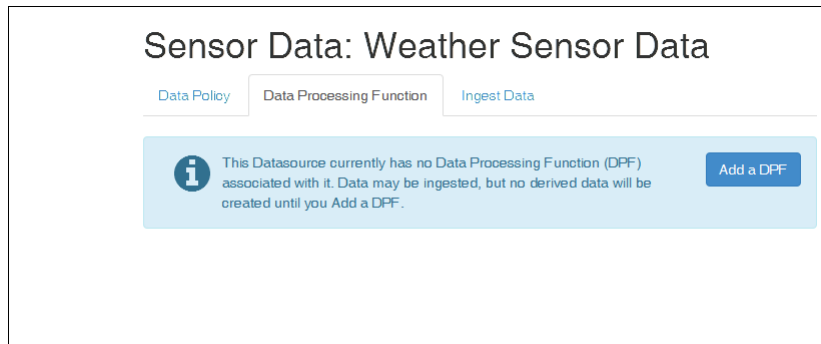 Sensor Data: Weather Sensor Data
Data Policy Data Processing Function Ingest Data
This Datasource currently has no Data Processing Function (DPF)
associated with it. Data may be ingested, but no derived data will be
created until you Add a DPF.
Add a DPF